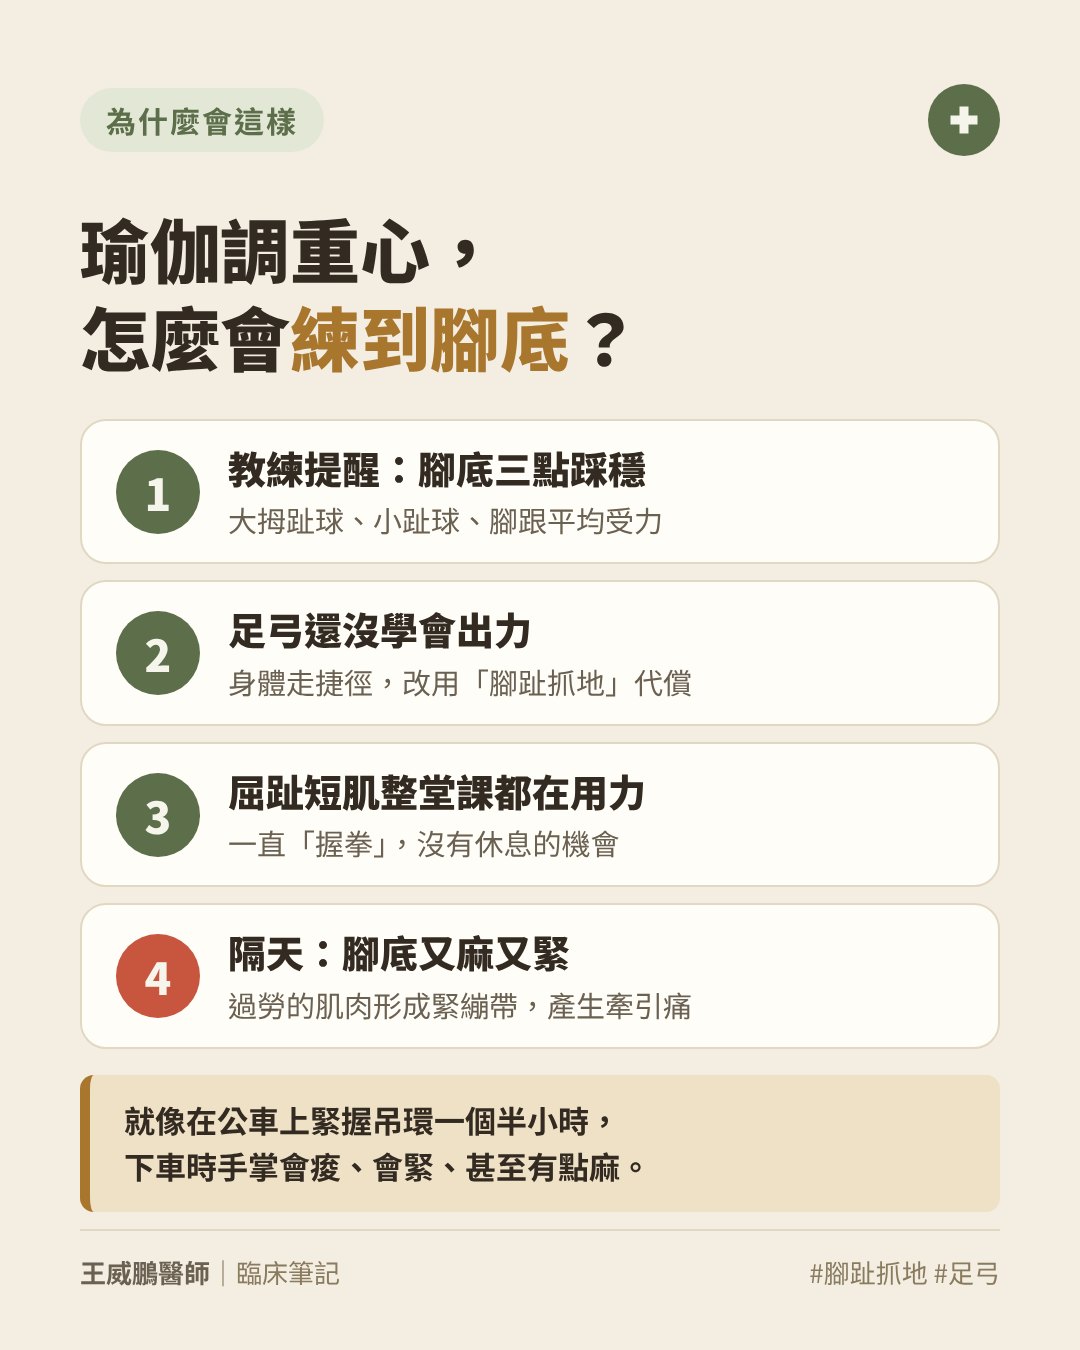 為什麼會這樣
瑜伽調重心，
怎麼會練到腳底？
1
教練提醒：腳底三點踩穩
大拇趾球、小趾球、腳跟平均受力
2
足弓還沒學會出力
身體走捷徑，改用「腳趾抓地」代償
3
屈趾短肌整堂課都在用力
一直「握拳」，沒有休息的機會
4
隔天：腳底又麻又緊
過勞的肌肉形成緊繃帶，產生牽引痛
就像在公車上緊握吊環一個半小時，
下車時手掌會痠、會緊、甚至有點麻。
王威鵬醫師｜臨床筆記
#腳趾抓地 #足弓